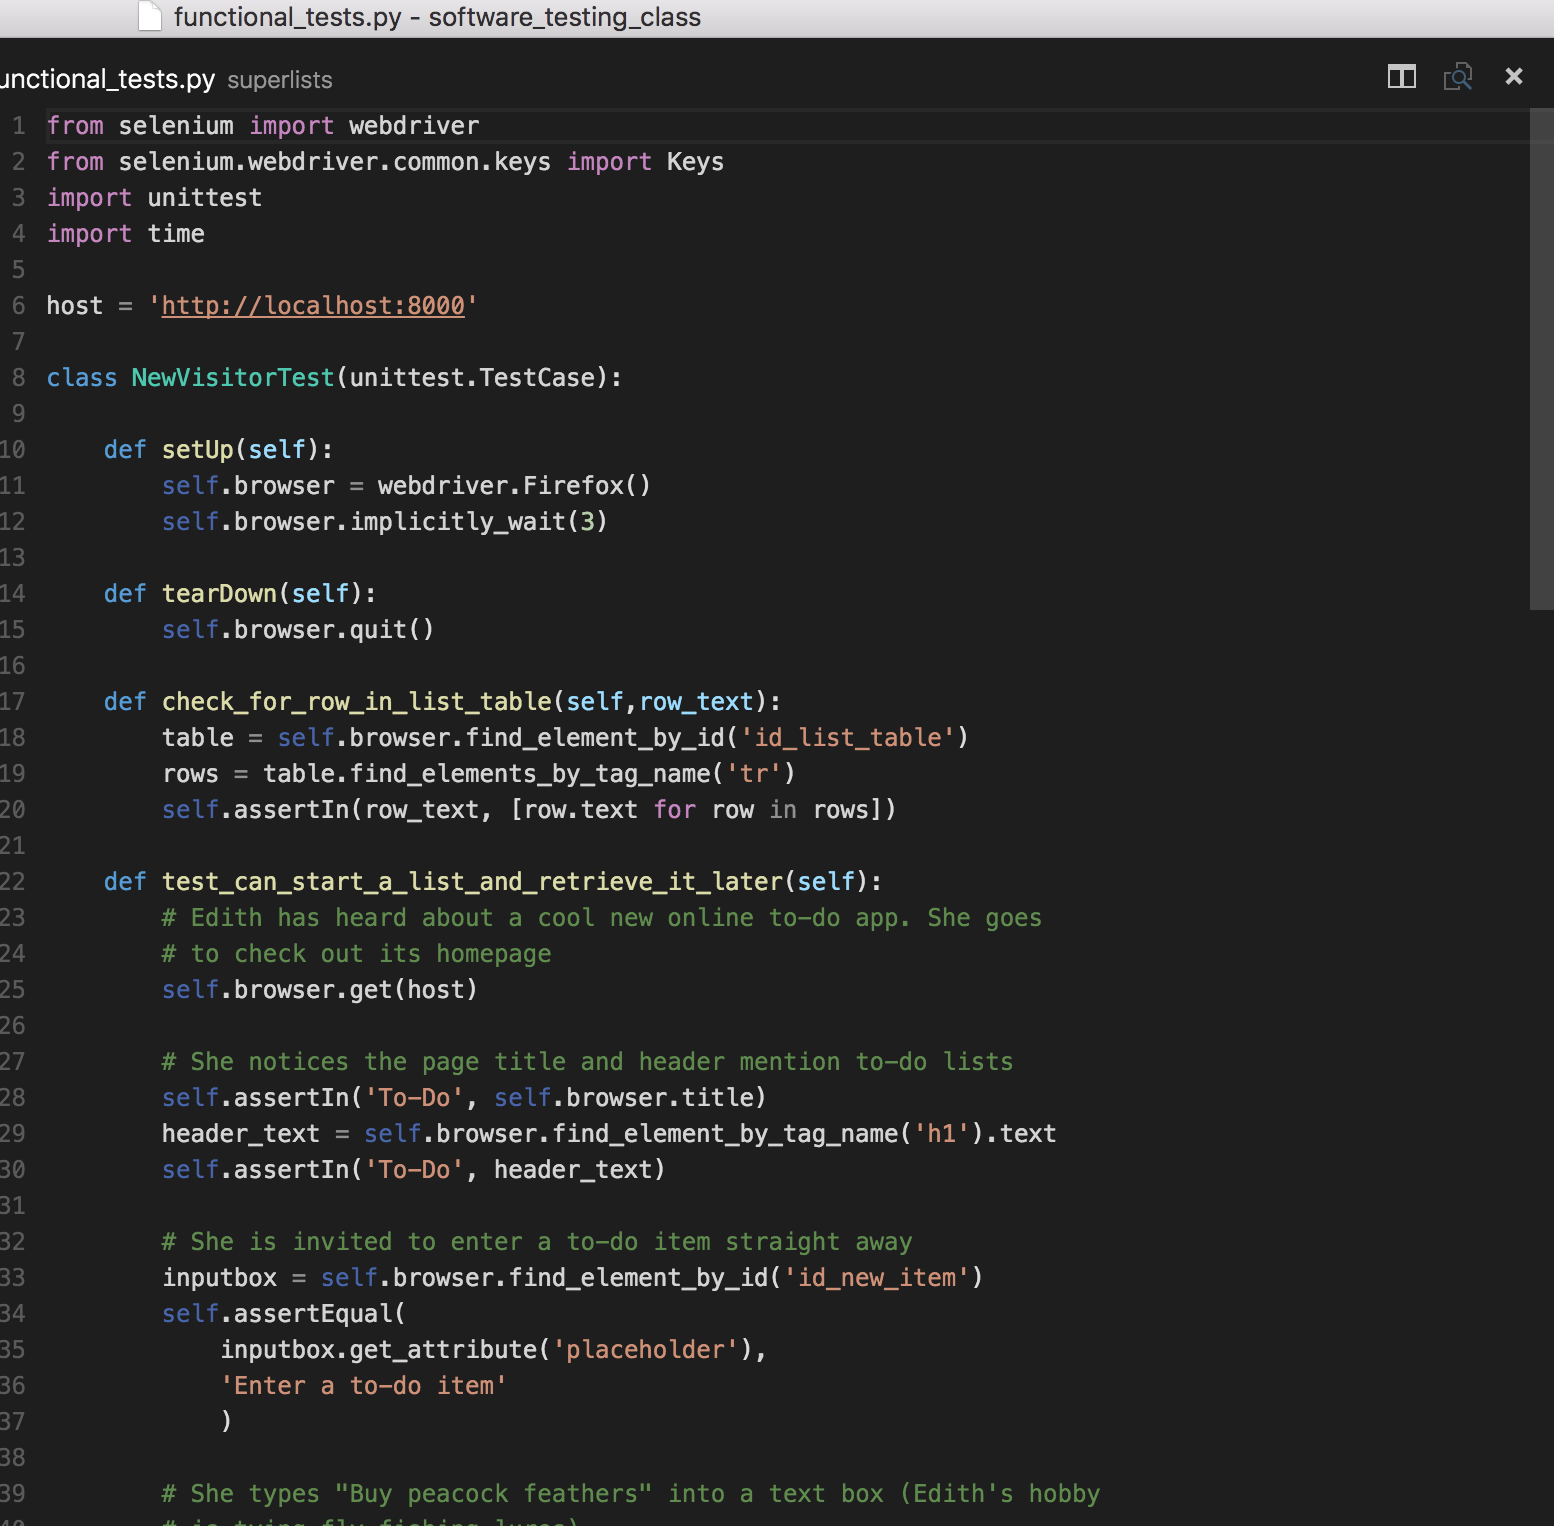 functional_tests.py - software_testing_class
unctional_tests.py superlists
1 from selenium import webdriver
2 from selenium.webdriver.common.keys import Keys
3 import unittest
4 import time
5
6 host = 'http://localhost:8000'
7
8 class NewVisitorTest(unittest.TestCase):
9
10     def setUp(self):
11         self.browser = webdriver.Firefox()
12         self.browser.implicitly_wait(3)
13
14     def tearDown(self):
15         self.browser.quit()
16
17     def check_for_row_in_list_table(self,row_text):
18         table = self.browser.find_element_by_id('id_list_table')
19         rows = table.find_elements_by_tag_name('tr')
20         self.assertIn(row_text, [row.text for row in rows])
21
22     def test_can_start_a_list_and_retrieve_it_later(self):
23         # Edith has heard about a cool new online to-do app. She goes
24         # to check out its homepage
25         self.browser.get(host)
26
27         # She notices the page title and header mention to-do lists
28         self.assertIn('To-Do', self.browser.title)
29         header_text = self.browser.find_element_by_tag_name('h1').text
30         self.assertIn('To-Do', header_text)
31
32         # She is invited to enter a to-do item straight away
33         inputbox = self.browser.find_element_by_id('id_new_item')
34         self.assertEqual(
35             inputbox.get_attribute('placeholder'),
36             'Enter a to-do item'
37             )
38
39         # She types "Buy peacock feathers" into a text box (Edith's hobby
40         # is tying fly-fishing lures)